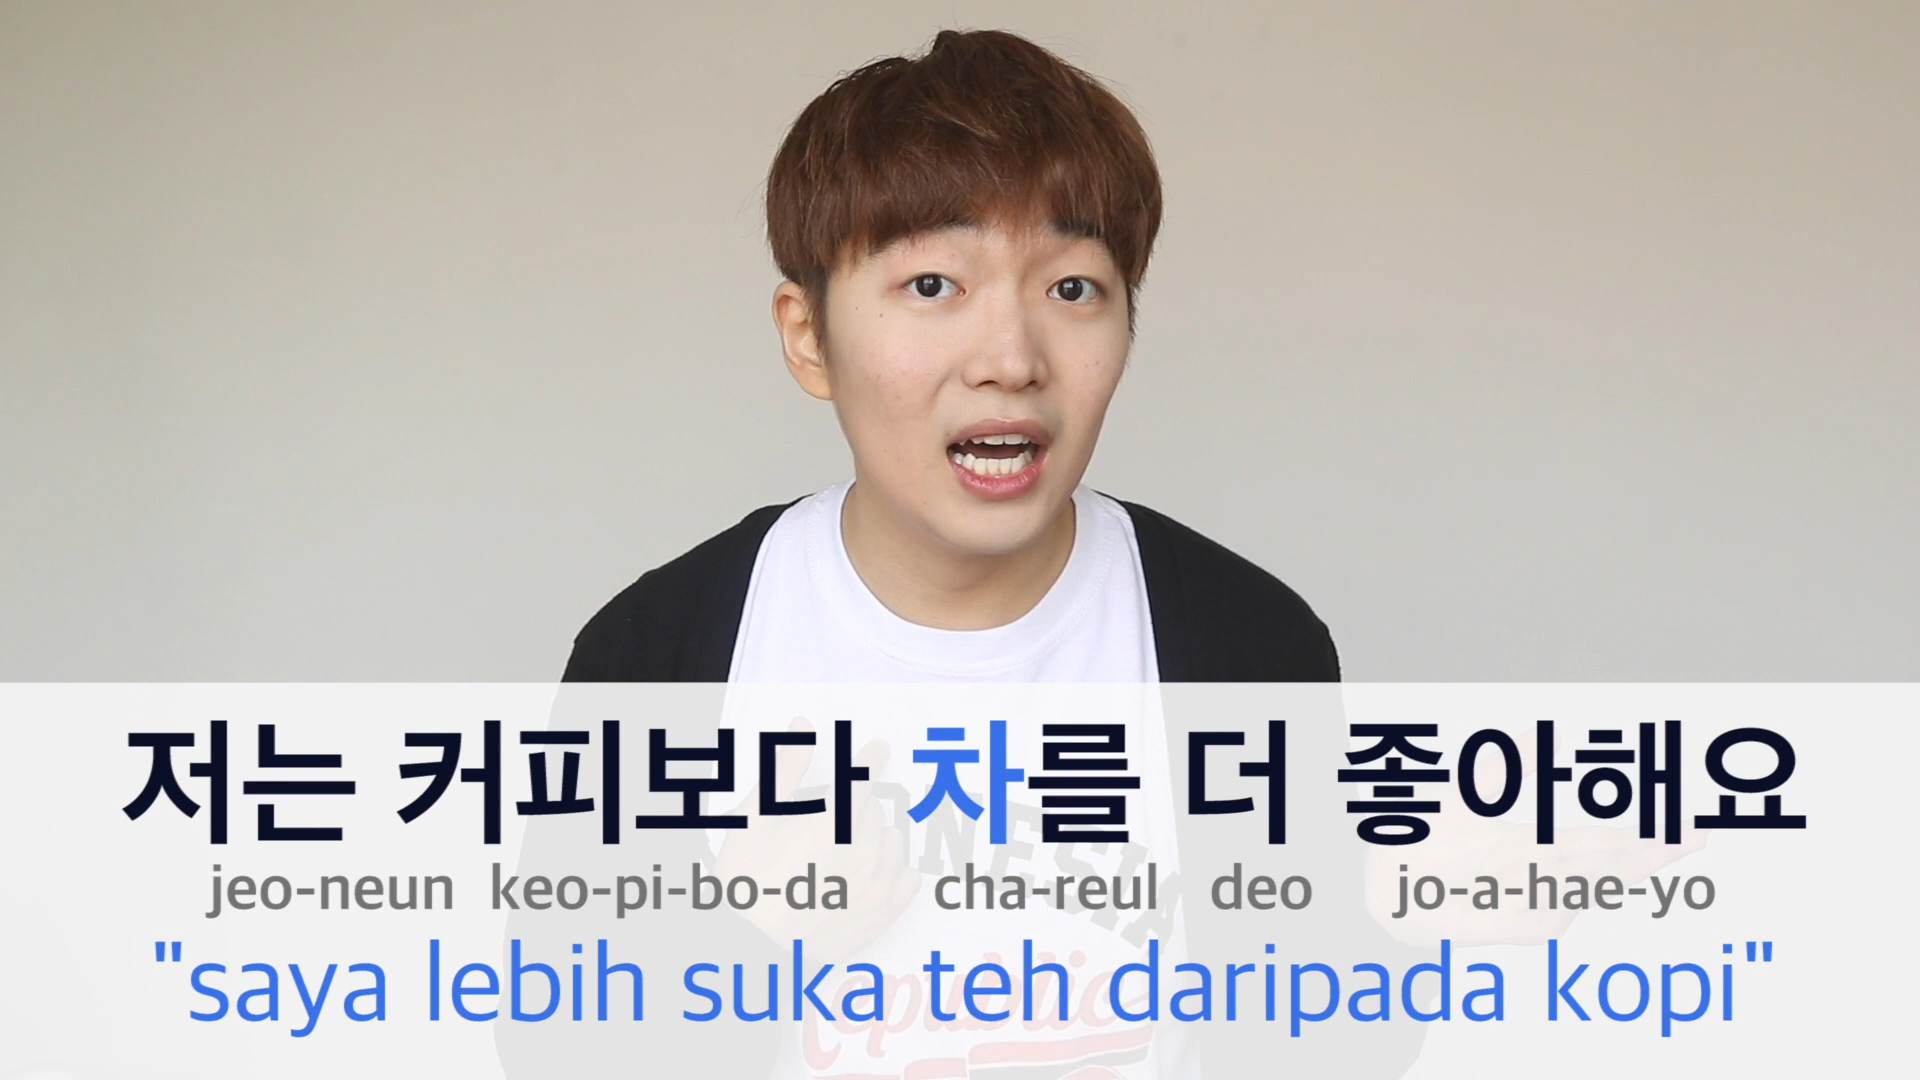 저는 커피보다 차를 더 좋아해요
jeo-neun keo-pi-bo-da cha-reul deo jo-a-hae-yo
"saya lebih suka teh daripada kopi"